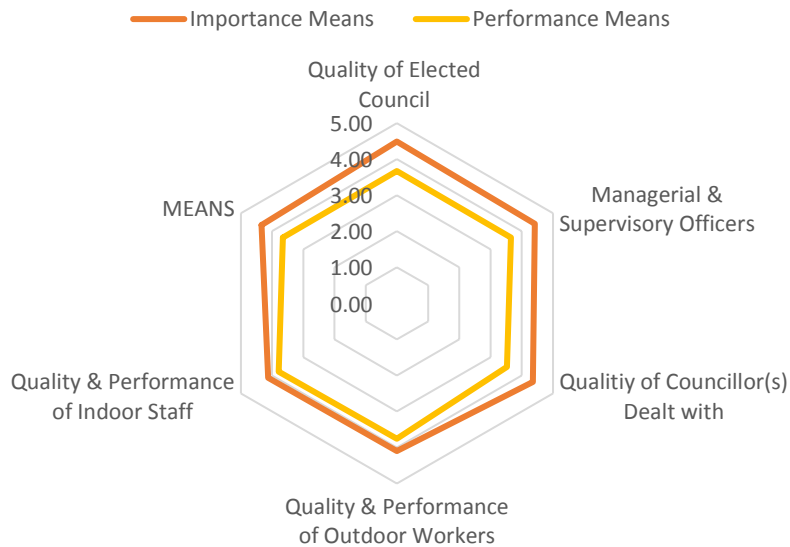 Importance Means
Performance Means
Quality of Elected
Council
5.00
4.00
3.00
2.00
1.00
0.00
Managerial &
Supervisory Officers
Qualitiy of Councillor(s)
Dealt with
Quality & Performance
of Outdoor Workers
Quality & Performance
of Indoor Staff
MEANS